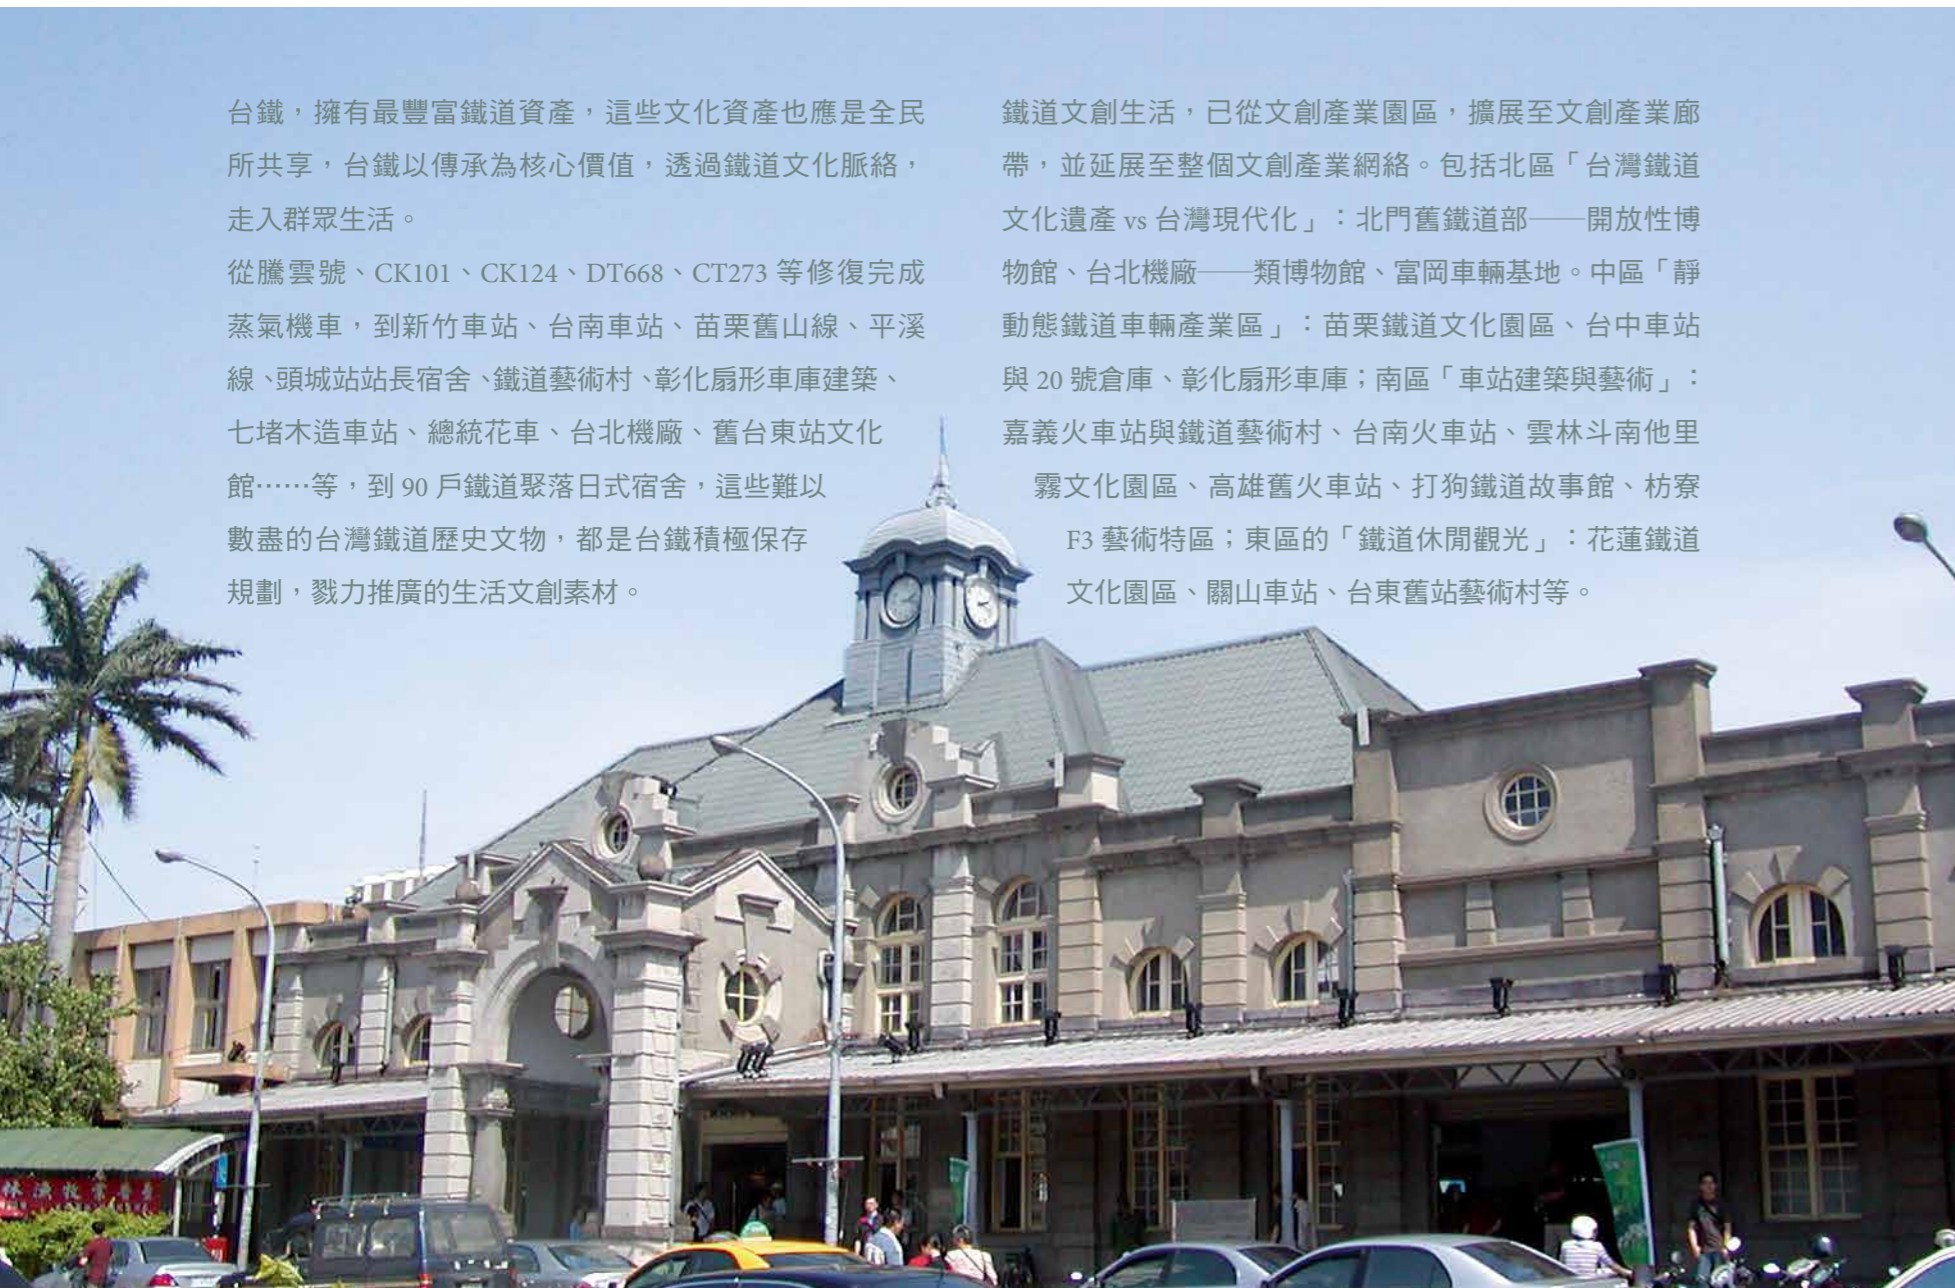 台鐵，擁有最豐富鐵道資產，這些文化資產也應是全民
所共享，台鐵以傳承為核心價值，透過鐵道文化脈絡，
走入群眾生活。
從騰雲號、CK101、CK124、DT668、CT273 等修復完成
蒸氣機車，到新竹車站、台南車站、苗栗舊山線、平溪
線、頭城站站長宿舍、鐵道藝術村、彰化扇形車庫建築、
七堵木造車站、總統花車、台北機廠、舊台東站文化
館……等，到 90 戶鐵道聚落日式宿舍，這些難以
數盡的台灣鐵道歷史文物，都是台鐵積極保存
規劃，戮力推廣的生活文創素材。
鐵道文創生活，已從文創產業園區，擴展至文創產業廊
帶，並延展至整個文創產業網絡。包括北區「台灣鐵道
文化遺產 vs 台灣現代化」：北門舊鐵道部——開放性博
物館、台北機廠——類博物館、富岡車輛基地。中區「靜
動態鐵道車輛產業區」：苗栗鐵道文化園區、台中車站
與 20 號倉庫、彰化扇形車庫；南區「車站建築與藝術」：
嘉義火車站與鐵道藝術村、台南火車站、雲林斗南他里
霧文化園區、高雄舊火車站、打狗鐵道故事館、枋寮
F3 藝術特區；東區的「鐵道休閒觀光」：花蓮鐵道
文化園區、關山車站、台東舊站藝術村等。